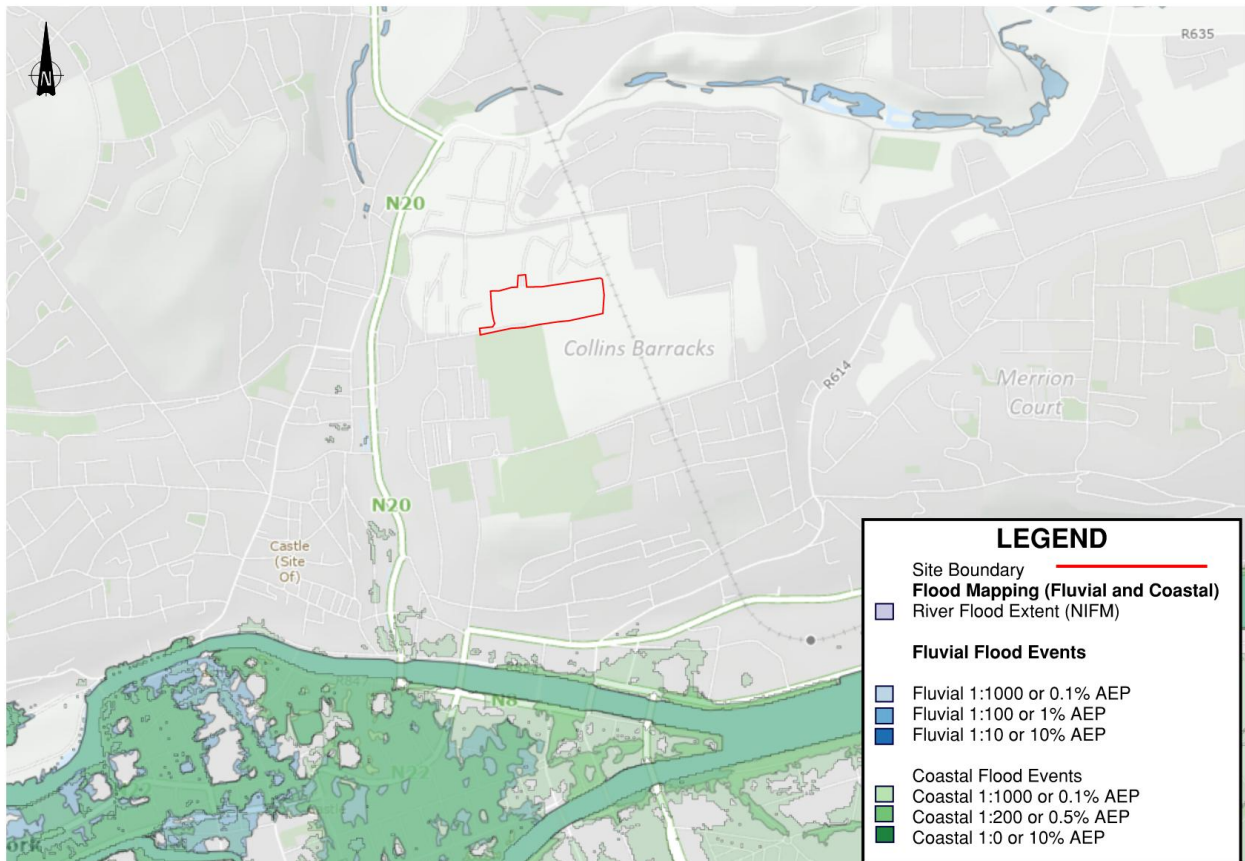 R635
N
N20
Collins Barracks
R614
Merrion
Court
N20
Castle
(Site
Of)
R847
N8
N22
ork
LEGEND
Site Boundary
Flood Mapping (Fluvial and Coastal)
River Flood Extent (NIFM)
Fluvial Flood Events
Fluvial 1:1000 or 0.1% AEP
Fluvial 1:100 or 1% AEP
Fluvial 1:10 or 10% AEP
Coastal Flood Events
Coastal 1:1000 or 0.1% AEP
Coastal 1:200 or 0.5% AEP
Coastal 1:0 or 10% AEP